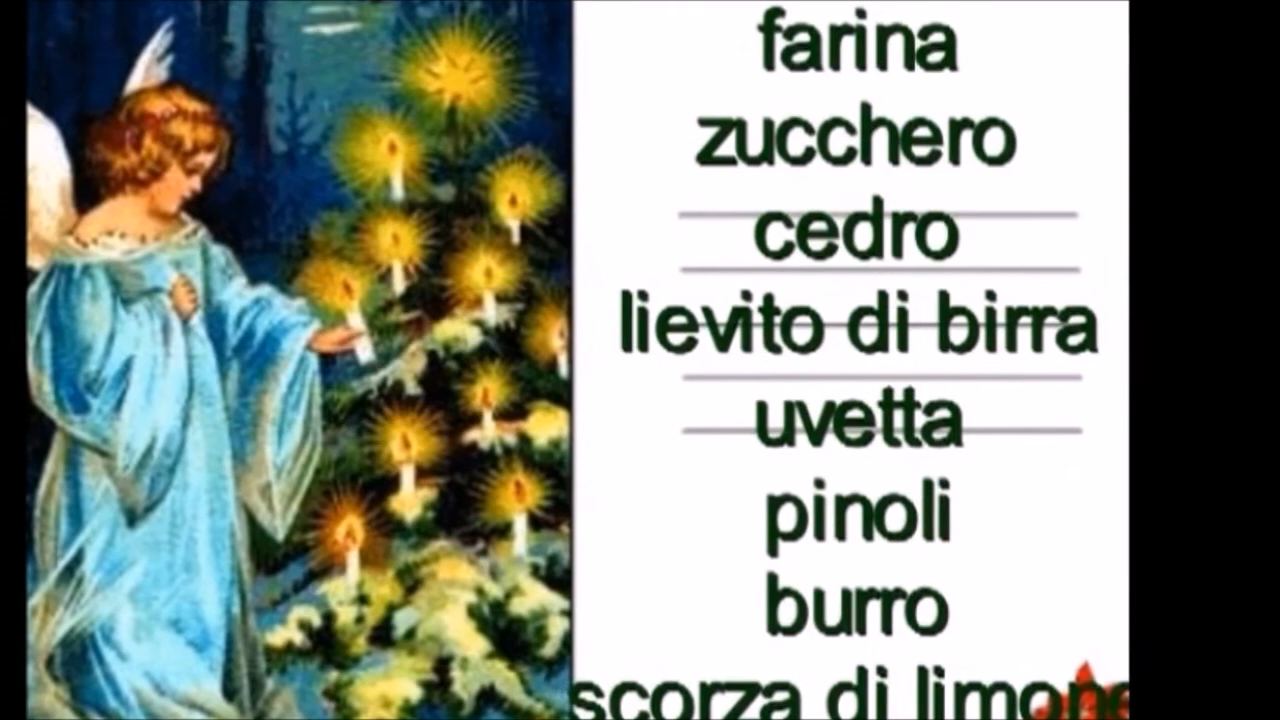 farina
zucchero
cedro
lievito di birra
uvetta
pinoli
burro
scorza di limone